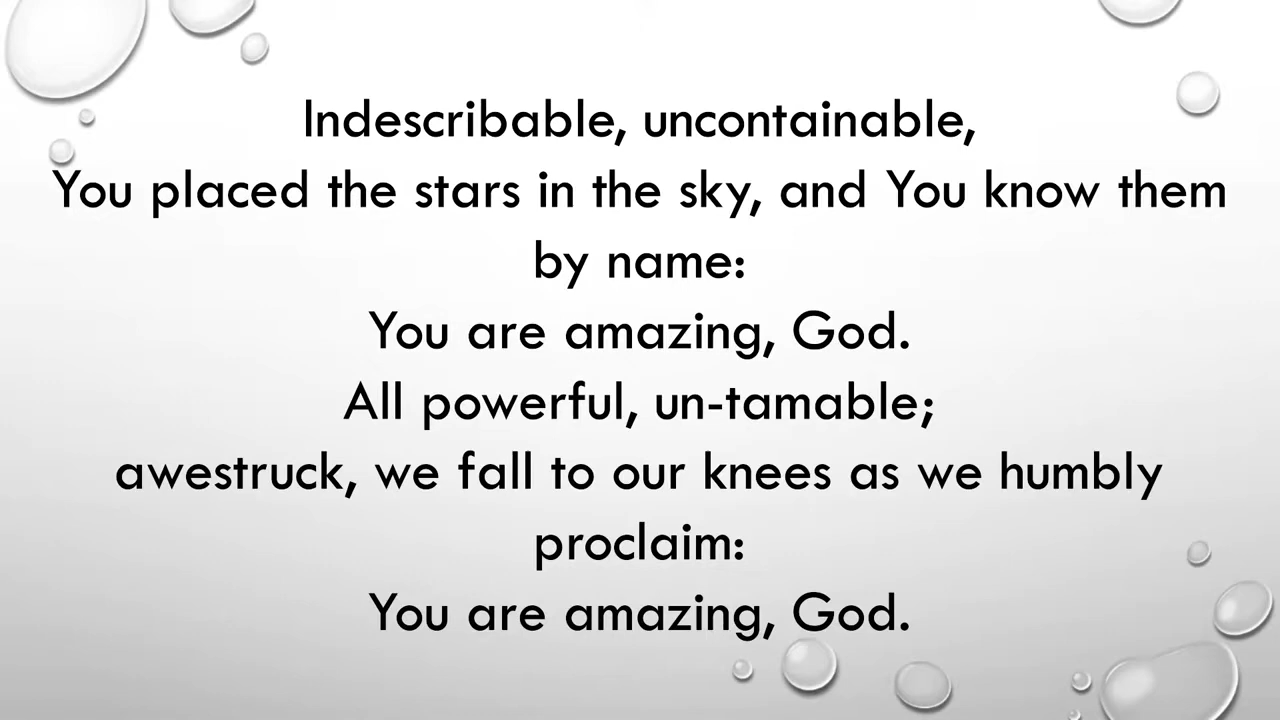 Indescribable, uncontainable,
You placed the stars in the sky, and You know them
by name:
You are amazing, God.
All powerful, un-tamable;
awestruck, we fall to our knees as we humbly
proclaim:
You are amazing, God.